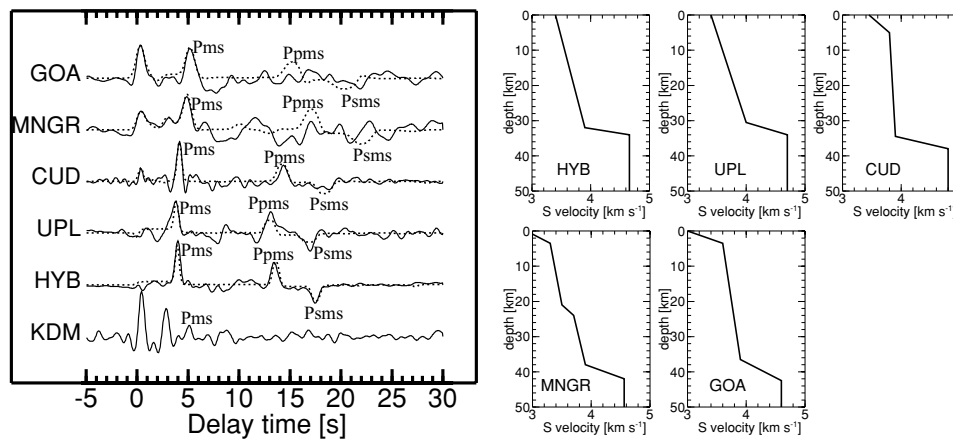 GOA
Pms
Ppms
Psms
MNGR
Pms
Ppms
Psms
CUD
Pms
Ppms
Psms
UPL
Pms
Ppms
Psms
HYB
Pms
Ppms
Psms
KDM
Pms
-5 0 5 10 15 20 25 30
Delay time [s]
0
10
20
30
40
50
depth [km]
HYB
3 4 5
S velocity [km s-1]
0
10
20
30
40
50
depth [km]
UPL
3 4 5
S velocity [km s-1]
0
10
20
30
40
50
depth [km]
CUD
4
S velocity [km s-1]
0
10
20
30
40
50
depth [km]
MNGR
3 4 5
S velocity [km s-1]
0
10
20
30
40
50
depth [km]
GOA
3 4 5
S velocity [km s-1]